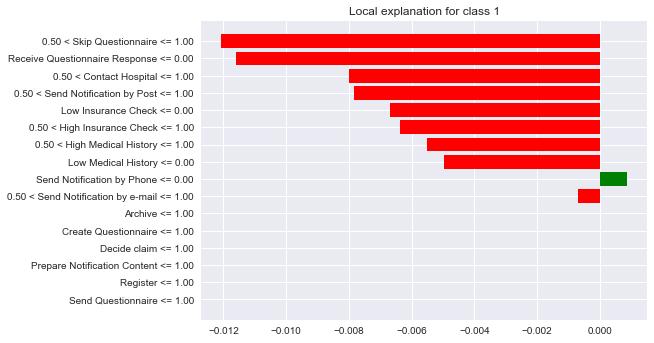 Local explanation for class 1
0.50 < Skip Questionnaire <= 1.00
Receive Questionnaire Response <= 0.00
0.50 < Contact Hospital <= 1.00
0.50 < Send Notification by Post <= 1.00
Low Insurance Check <= 0.00
0.50 < High Insurance Check <= 1.00
0.50 < High Medical History <= 1.00
Low Medical History <= 0.00
Send Notification by Phone <= 0.00
0.50 < Send Notification by e-mail <= 1.00
Archive <= 1.00
Create Questionnaire <= 1.00
Decide claim <= 1.00
Prepare Notification Content <= 1.00
Register <= 1.00
Send Questionnaire <= 1.00
−0.012 −0.010 −0.008 −0.006 −0.004 −0.002 0.000